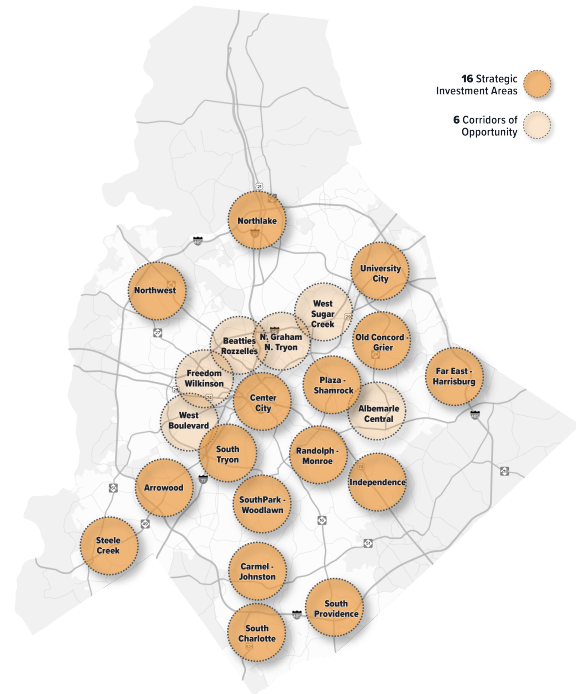 16 Strategic
Investment Areas
6 Corridors of
Opportunity
Northlake
University
City
Northwest
West
Sugar
Creek
Beatties
Rozzelles
N. Graham
N. Tryon
Old Concord
Grier
Far East -
Harrisburg
Freedom
Wilkinson
Plaza -
Shamrock
Center
City
Albemarle
Central
West
Boulevard
South
Tryon
Randolph -
Monroe
Independence
Arrowood
SouthPark -
Woodlawn
Steele
Creek
Carmel -
Johnston
South
Providence
South
Charlotte